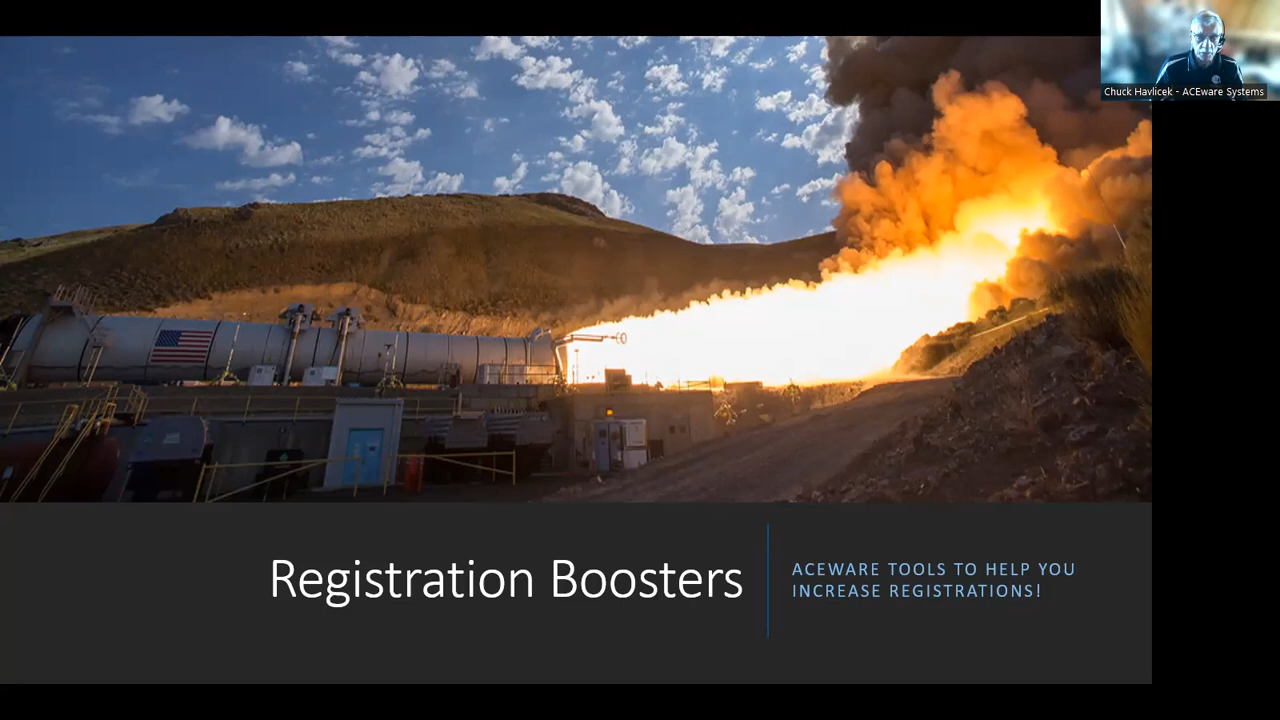 Chuck Havlicek - ACEware Systems
Registration Boosters
ACEWARE TOOLS TO HELP YOU
INCREASE REGISTRATIONS!